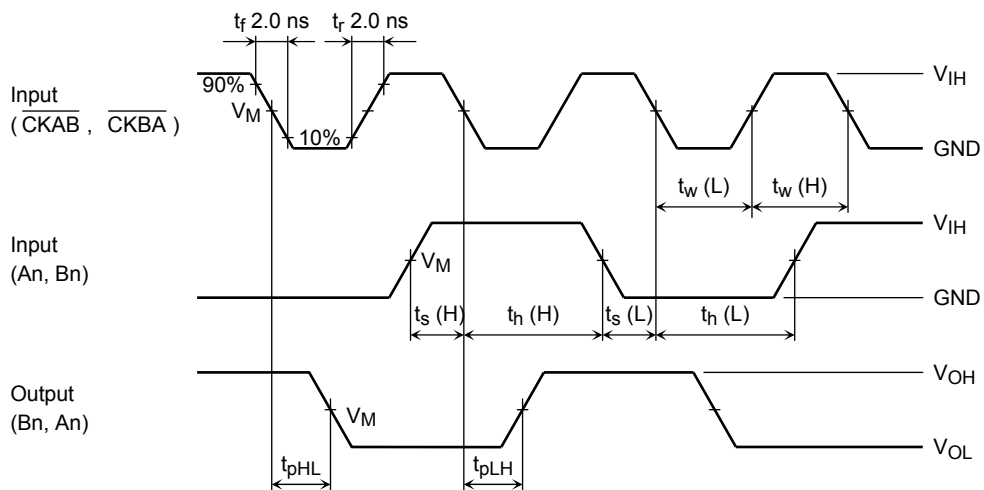 tf 2.0 ns
tr 2.0 ns
Input
(CKAB, CKBA)
90%
VM
10%
VIH
GND
tw (L)
tw (H)
Input
(An, Bn)
VM
VIH
GND
ts (H)
th (H)
ts (L)
th (L)
Output
(Bn, An)
VM
VOH
VOL
tpHL
tpLH